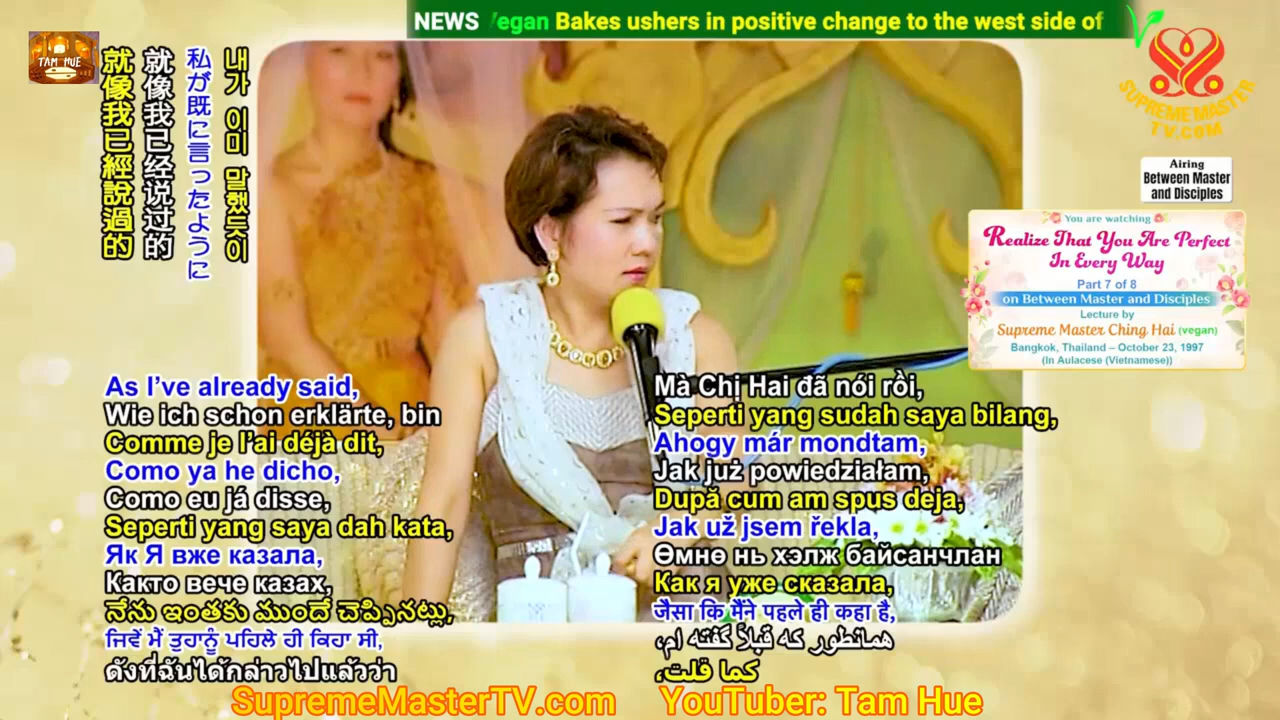 NEWS Vegan Bakes ushers in positive change to the west side of
TAM HUE
SUPREMEMASTER
TV.COM
就像我已經說過的
就像我已经说过的
私が既に言ったように
내가 이미 말했듯이
Airing
Between Master
and Disciples
You are watching
Realize That You Are Perfect
In Every Way
Part 7 of 8
on Between Master and Disciples
Lecture by
Supreme Master Ching Hai (vegan)
Bangkok, Thailand – October 23, 1997
(In Aulacese (Vietnamese))
As I’ve already said,
Wie ich schon erklärte, bin
Comme je l’ai déjà dit,
Como ya he dicho,
Como eu já disse,
Seperti yang saya dah kata,
Як Я вже казала,
Както вече казах,
నేను ఇంతకు ముందే చెప్పినట్లు,
ਜਿਵੇਂ ਮੈਂ ਤੁਹਾਨੂੰ ਪਹਿਲੇ ਹੀ ਕਿਹਾ ਸੀ,
ดังที่ฉันได้กล่าวไปแล้วว่า
Mà Chị Hai đã nói rồi,
Seperti yang sudah saya bilang,
Ahogy már mondtam,
Jak już powiedziałam,
După cum am spus deja,
Jak už jsem řekla,
Өмнө нь хэлж байсанчлан
Как я уже сказала,
जैसा कि मैंने पहले ही कहा है,
همانطور که قبلاً گفته ام،
كما قلت،
SupremeMasterTV.com YouTuber: Tam Hue